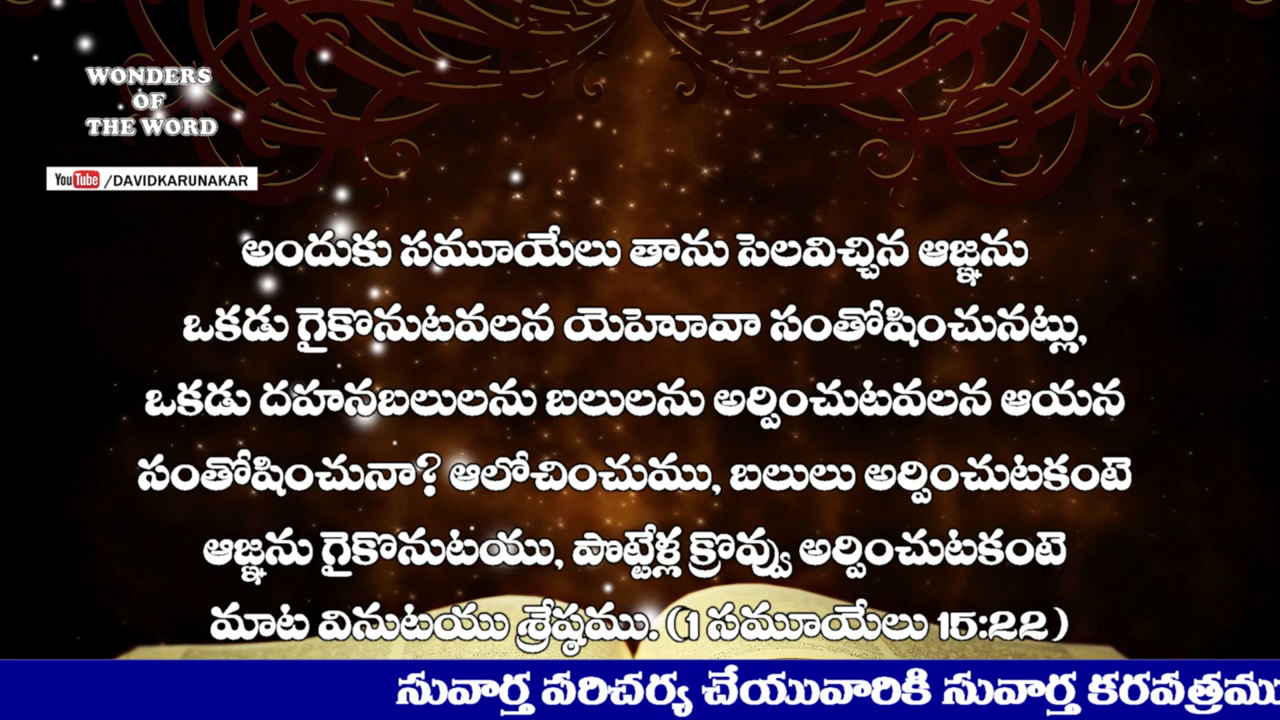 WONDERS
OF
THE WORD
YouTube /DAVIDKARUNAKAR
అందుకు సమూయేలు తాను సెలవిచ్చిన ఆజ్ఞను
ఒకడు గైకొనుటవలన యెహోవా సంతోషించునట్లు,
ఒకడు దహనబలులను బలులను అర్పించుటవలన ఆయన
సంతోషించునా? ఆలోచించుము, బలులు అర్పించుటకంటె
ఆజ్ఞను గైకొనుటయు, పొట్టేళ్ల క్రొవ్వు అర్పించుటకంటె
మాట వినుటయు శ్రేష్ఠము. (1 సమూయేలు 15:22)
సువార్త పరిచర్య చేయువారికి సువార్త కరపత్రము